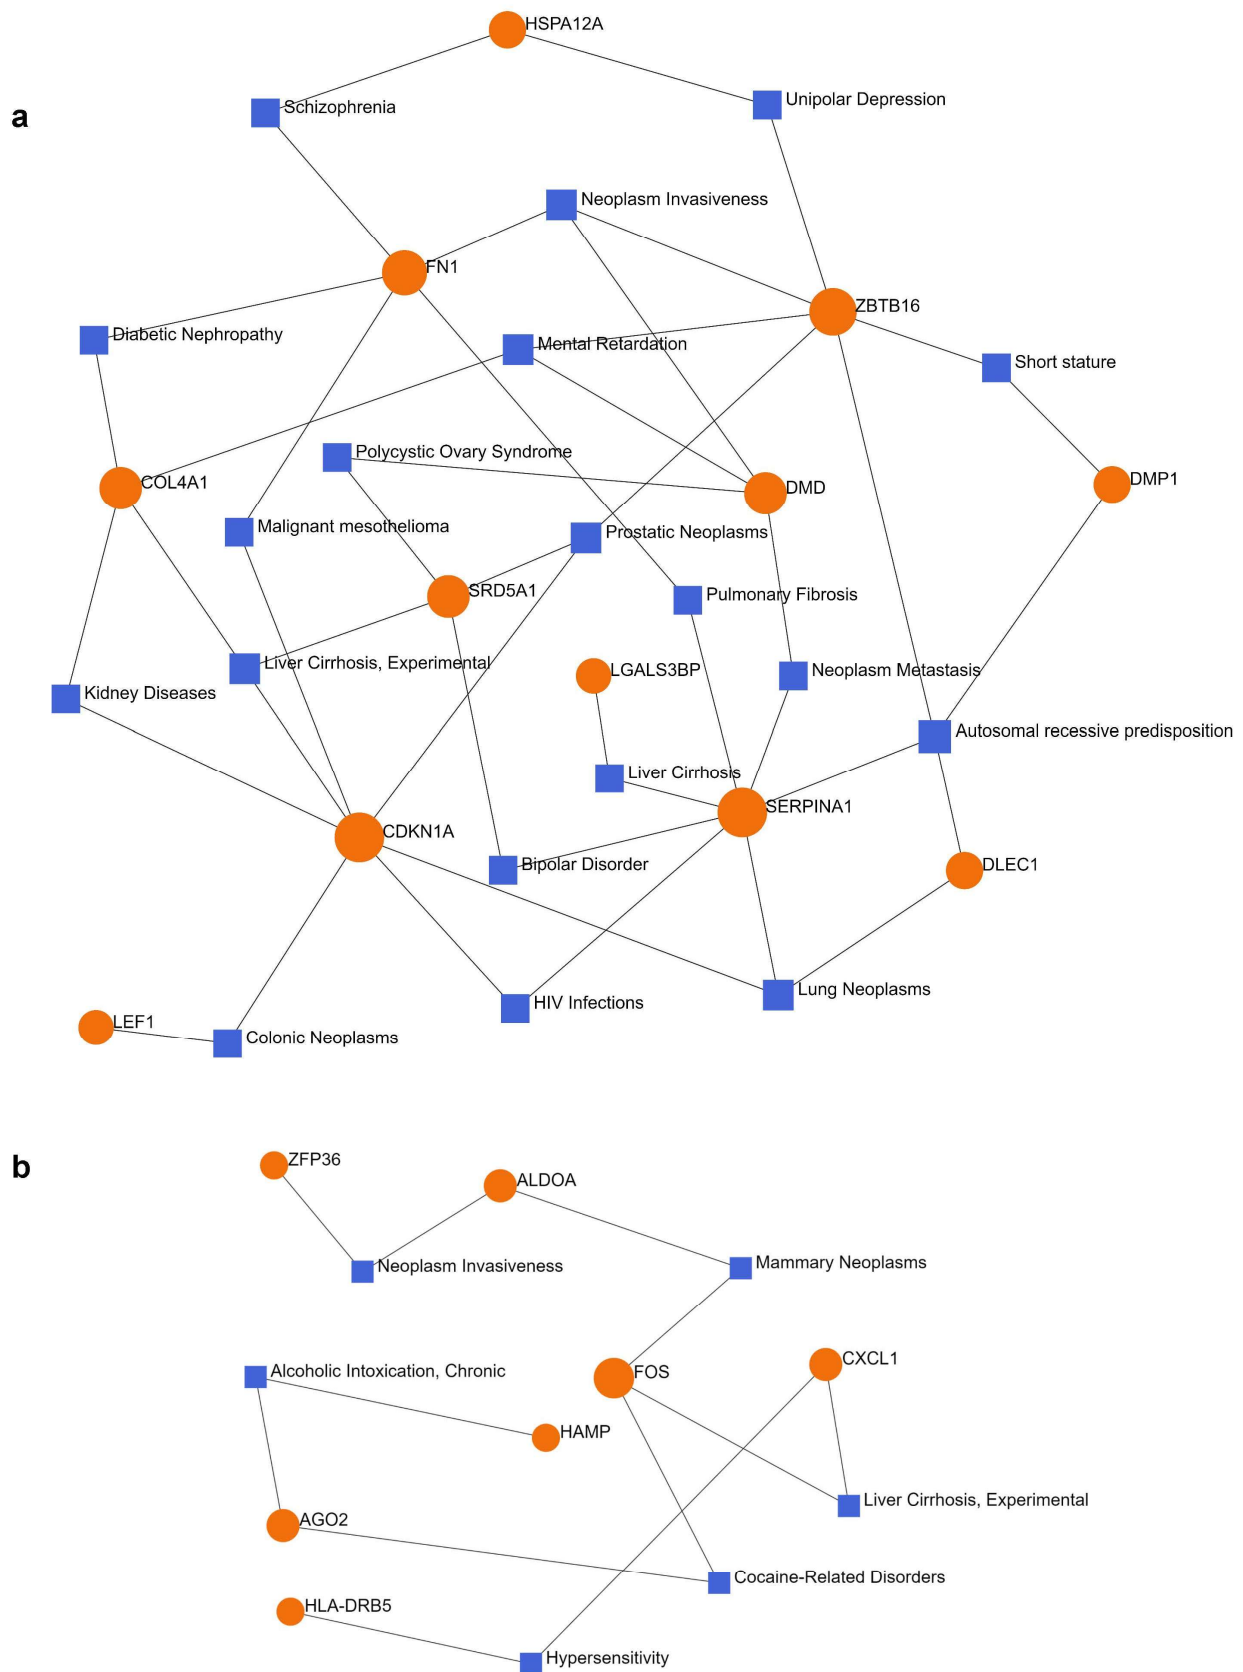 HSPA12A
Unipolar Depression
Schizophrenia
a
Neoplasm Invasiveness
FN1
ZBTB16
Diabetic Nephropathy
Mental Retardation
Short stature
Polycystic Ovary Syndrome
COL4A1
DMD
DMP1
Malignant mesothelioma
Prostatic Neoplasms
SRD5A1
Pulmonary Fibrosis
Liver Cirrhosis, Experimental
LGALS3BP
Neoplasm Metastasis
Kidney Diseases
Autosomal recessive predisposition
Liver Cirrhosis
SERPINA1
CDKN1A
Bipolar Disorder
DLEC1
Lung Neoplasms
HIV Infections
LEF1
Colonic Neoplasms
b
ZFP36
ALDOA
Neoplasm Invasiveness
Mammary Neoplasms
Alcoholic Intoxication, Chronic
FOS
CXCL1
HAMP
Liver Cirrhosis, Experimental
AGO2
Cocaine-Related Disorders
HLA-DRB5
Hypersensitivity